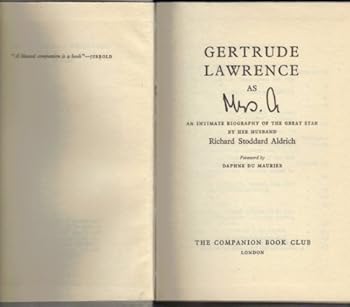 "A blessed companion is a book"—JERROLD
GERTRUDE
LAWRENCE
AS
Mrs. A
AN INTIMATE BIOGRAPHY OF THE GREAT STAR
BY HER HUSBAND
Richard Stoddard Aldrich
Foreword by
DAPHNE DU MAURIER
THE COMPANION BOOK CLUB
LONDON